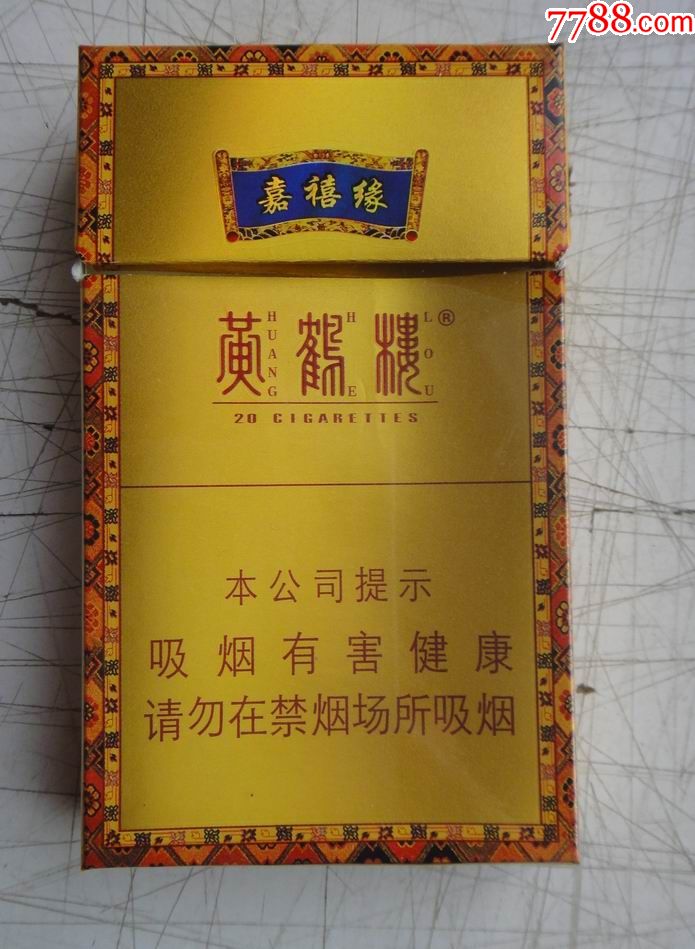 7788.com
嘉禧缘
黄鹤楼®
HUANG HE LOU
20 CIGARETTES
本公司提示
吸烟有害健康
请勿在禁烟场所吸烟